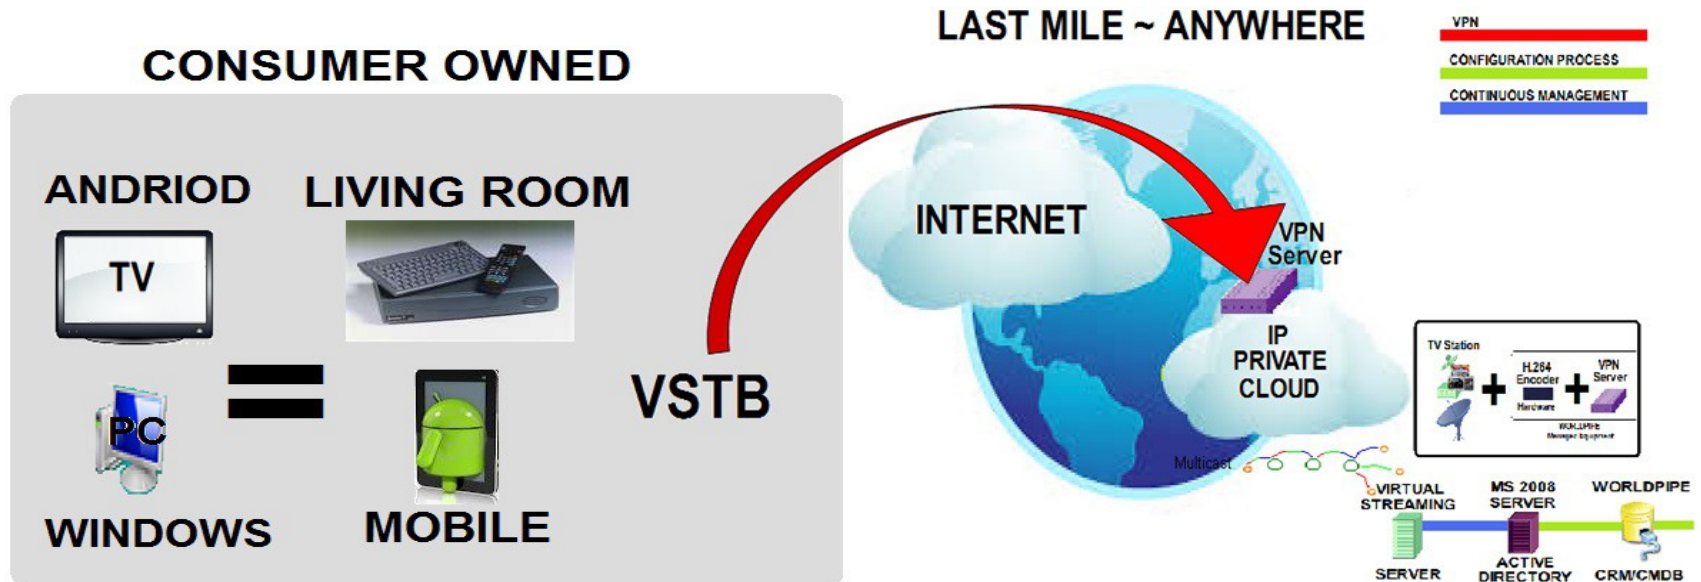 CONSUMER OWNED
ANDRIOD
LIVING ROOM
TV
PC
WINDOWS
MOBILE
VSTB
LAST MILE ~ ANYWHERE
VPN
CONFIGURATION PROCESS
CONTINUOUS MANAGEMENT
INTERNET
VPN
Server
IP
PRIVATE
CLOUD
TV Station
H.264
Encoder
Hardware
VPN
Server
WORLDPIPE
Managed Equipment
Multicast
VIRTUAL
STREAMING
SERVER
MS 2008
SERVER
ACTIVE
DIRECTORY
WORLDPIPE
CRM/CMDB